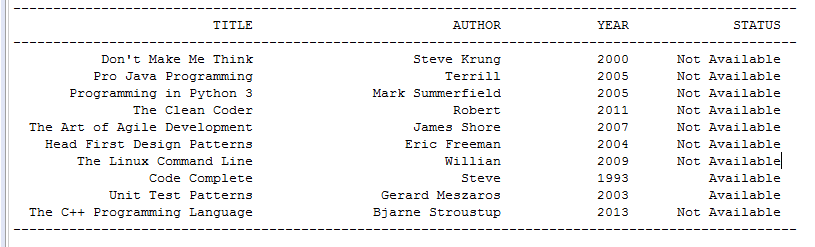 --------------------------------------------------------------------------------------------------
TITLE AUTHOR YEAR STATUS
--------------------------------------------------------------------------------------------------
Don't Make Me Think Steve Krung 2000 Not Available
Pro Java Programming Terrill 2005 Not Available
Programming in Python 3 Mark Summerfield 2005 Not Available
The Clean Coder Robert 2011 Not Available
The Art of Agile Development James Shore 2007 Not Available
Head First Design Patterns Eric Freeman 2004 Not Available
The Linux Command Line Willian 2009 Not Available
Code Complete Steve 1993 Available
Unit Test Patterns Gerard Meszaros 2003 Available
The C++ Programming Language Bjarne Stroustup 2013 Not Available
--------------------------------------------------------------------------------------------------